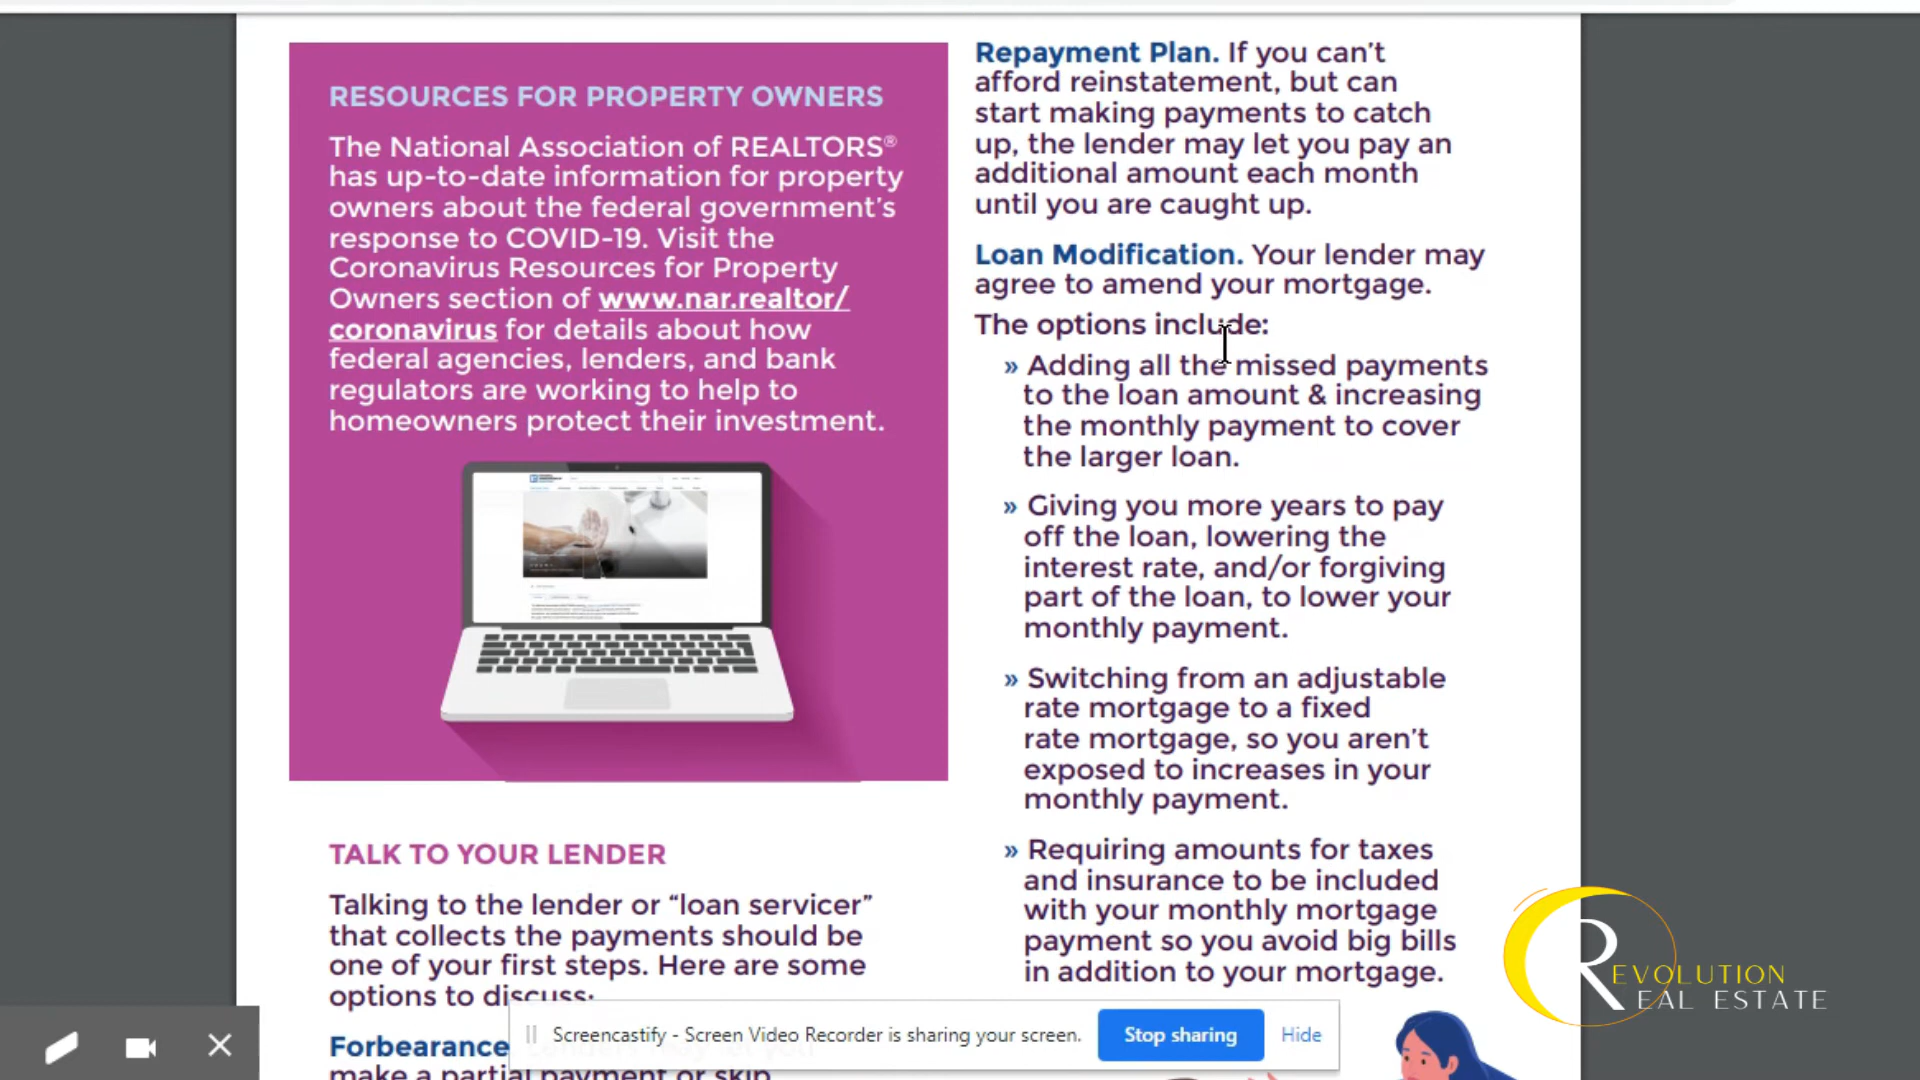 RESOURCES FOR PROPERTY OWNERS
The National Association of REALTORS®
has up-to-date information for property
owners about the federal government's
response to COVID-19. Visit the
Coronavirus Resources for Property
Owners section of www.nar.realtor/
coronavirus for details about how
federal agencies, lenders, and bank
regulators are working to help to
homeowners protect their investment.
TALK TO YOUR LENDER
Talking to the lender or “loan servicer”
that collects the payments should be
one of your first steps. Here are some
options to discuss:
Forbearance
make a partial payment or skip
Repayment Plan. If you can't
afford reinstatement, but can
start making payments to catch
up, the lender may let you pay an
additional amount each month
until you are caught up.
Loan Modification. Your lender may
agree to amend your mortgage.
The options include:
» Adding all the missed payments
to the loan amount & increasing
the monthly payment to cover
the larger loan.
» Giving you more years to pay
off the loan, lowering the
interest rate, and/or forgiving
part of the loan, to lower your
monthly payment.
» Switching from an adjustable
rate mortgage to a fixed
rate mortgage, so you aren't
exposed to increases in your
monthly payment.
» Requiring amounts for taxes
and insurance to be included
with your monthly mortgage
payment so you avoid big bills
in addition to your mortgage.
REVOLUTION
REAL ESTATE
Screencastify - Screen Video Recorder is sharing your screen.
Stop sharing
Hide